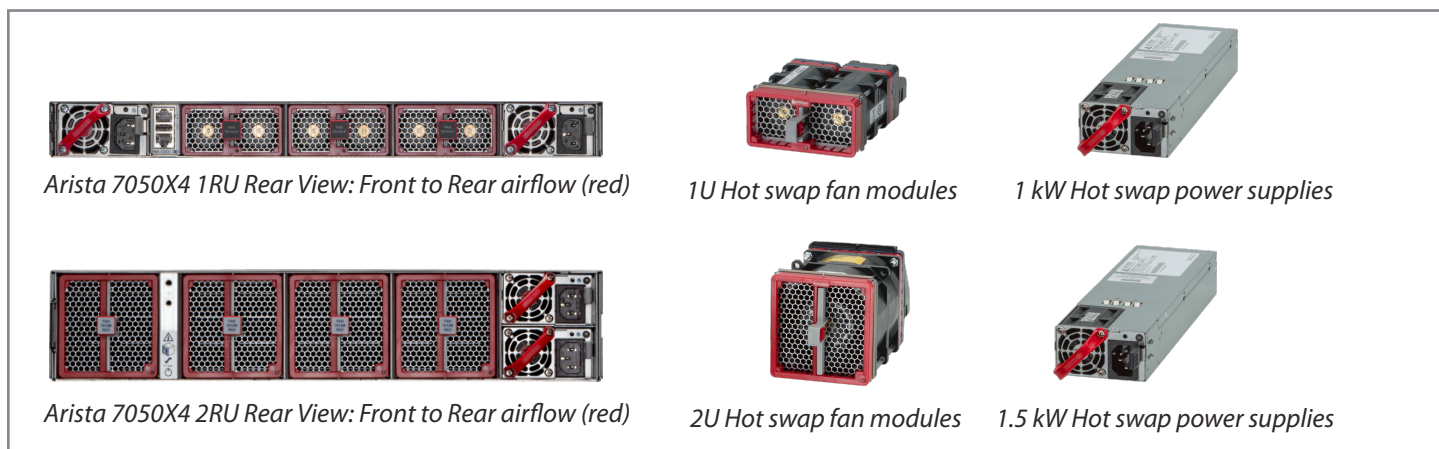 Arista 7050X4 1RU Rear View: Front to Rear airflow (red)
1U Hot swap fan modules
1 kW Hot swap power supplies
Arista 7050X4 2RU Rear View: Front to Rear airflow (red)
2U Hot swap fan modules
1.5 kW Hot swap power supplies